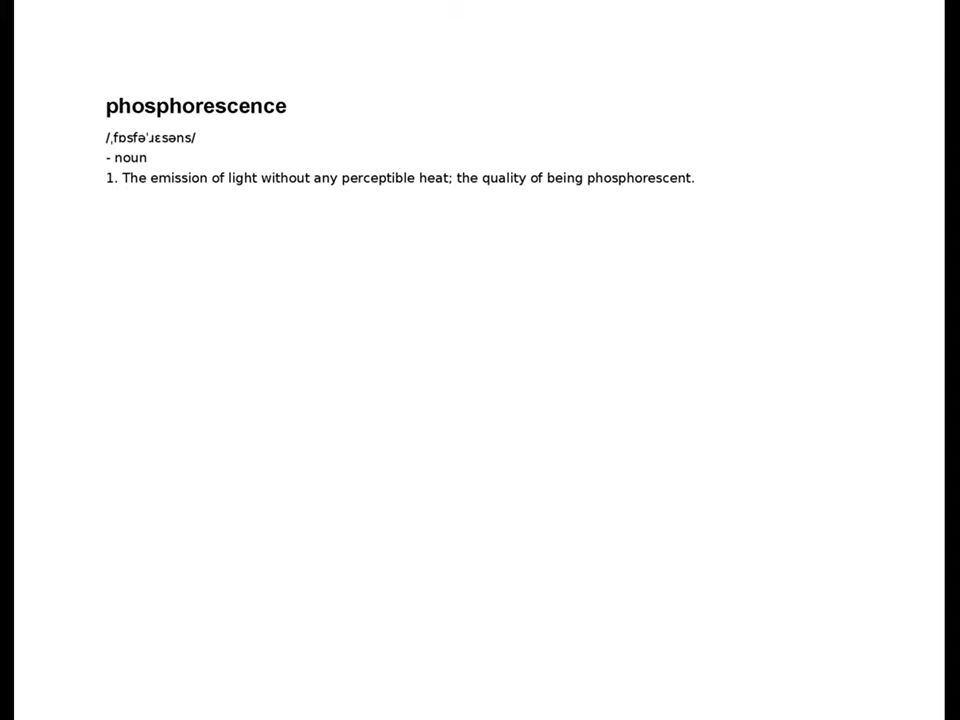 phosphorescence
/ˌfɒsfəˈɹɛsəns/
- noun
1. The emission of light without any perceptible heat; the quality of being phosphorescent.